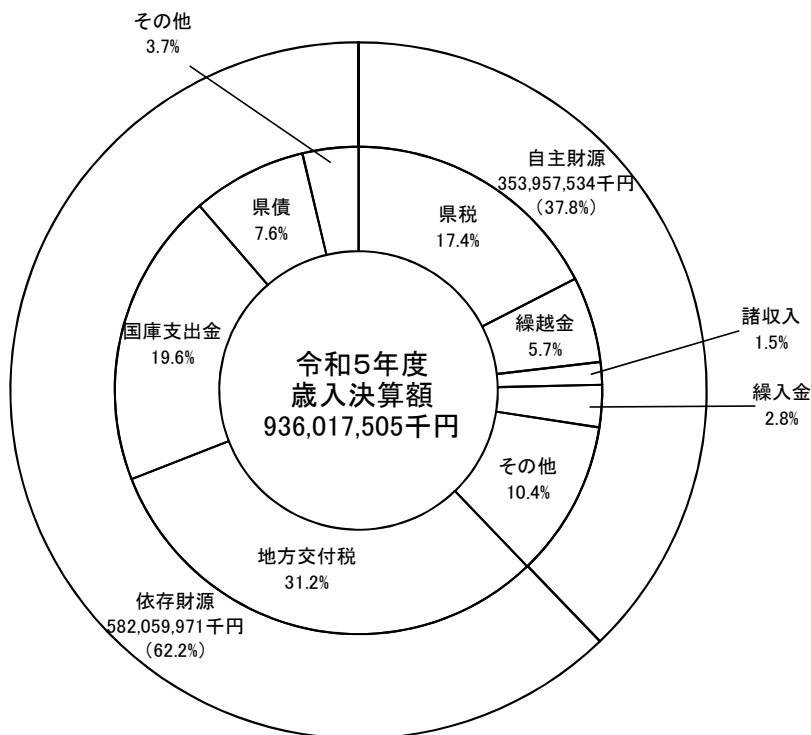 その他
3.7%
自主財源
353,957,534千円
（37.8%）
県税
17.4%
県債
7.6%
繰越金
5.7%
諸収入
1.5%
国庫支出金
19.6%
令和5年度
歳入決算額
936,017,505千円
繰入金
2.8%
その他
10.4%
地方交付税
31.2%
依存財源
582,059,971千円
（62.2%）